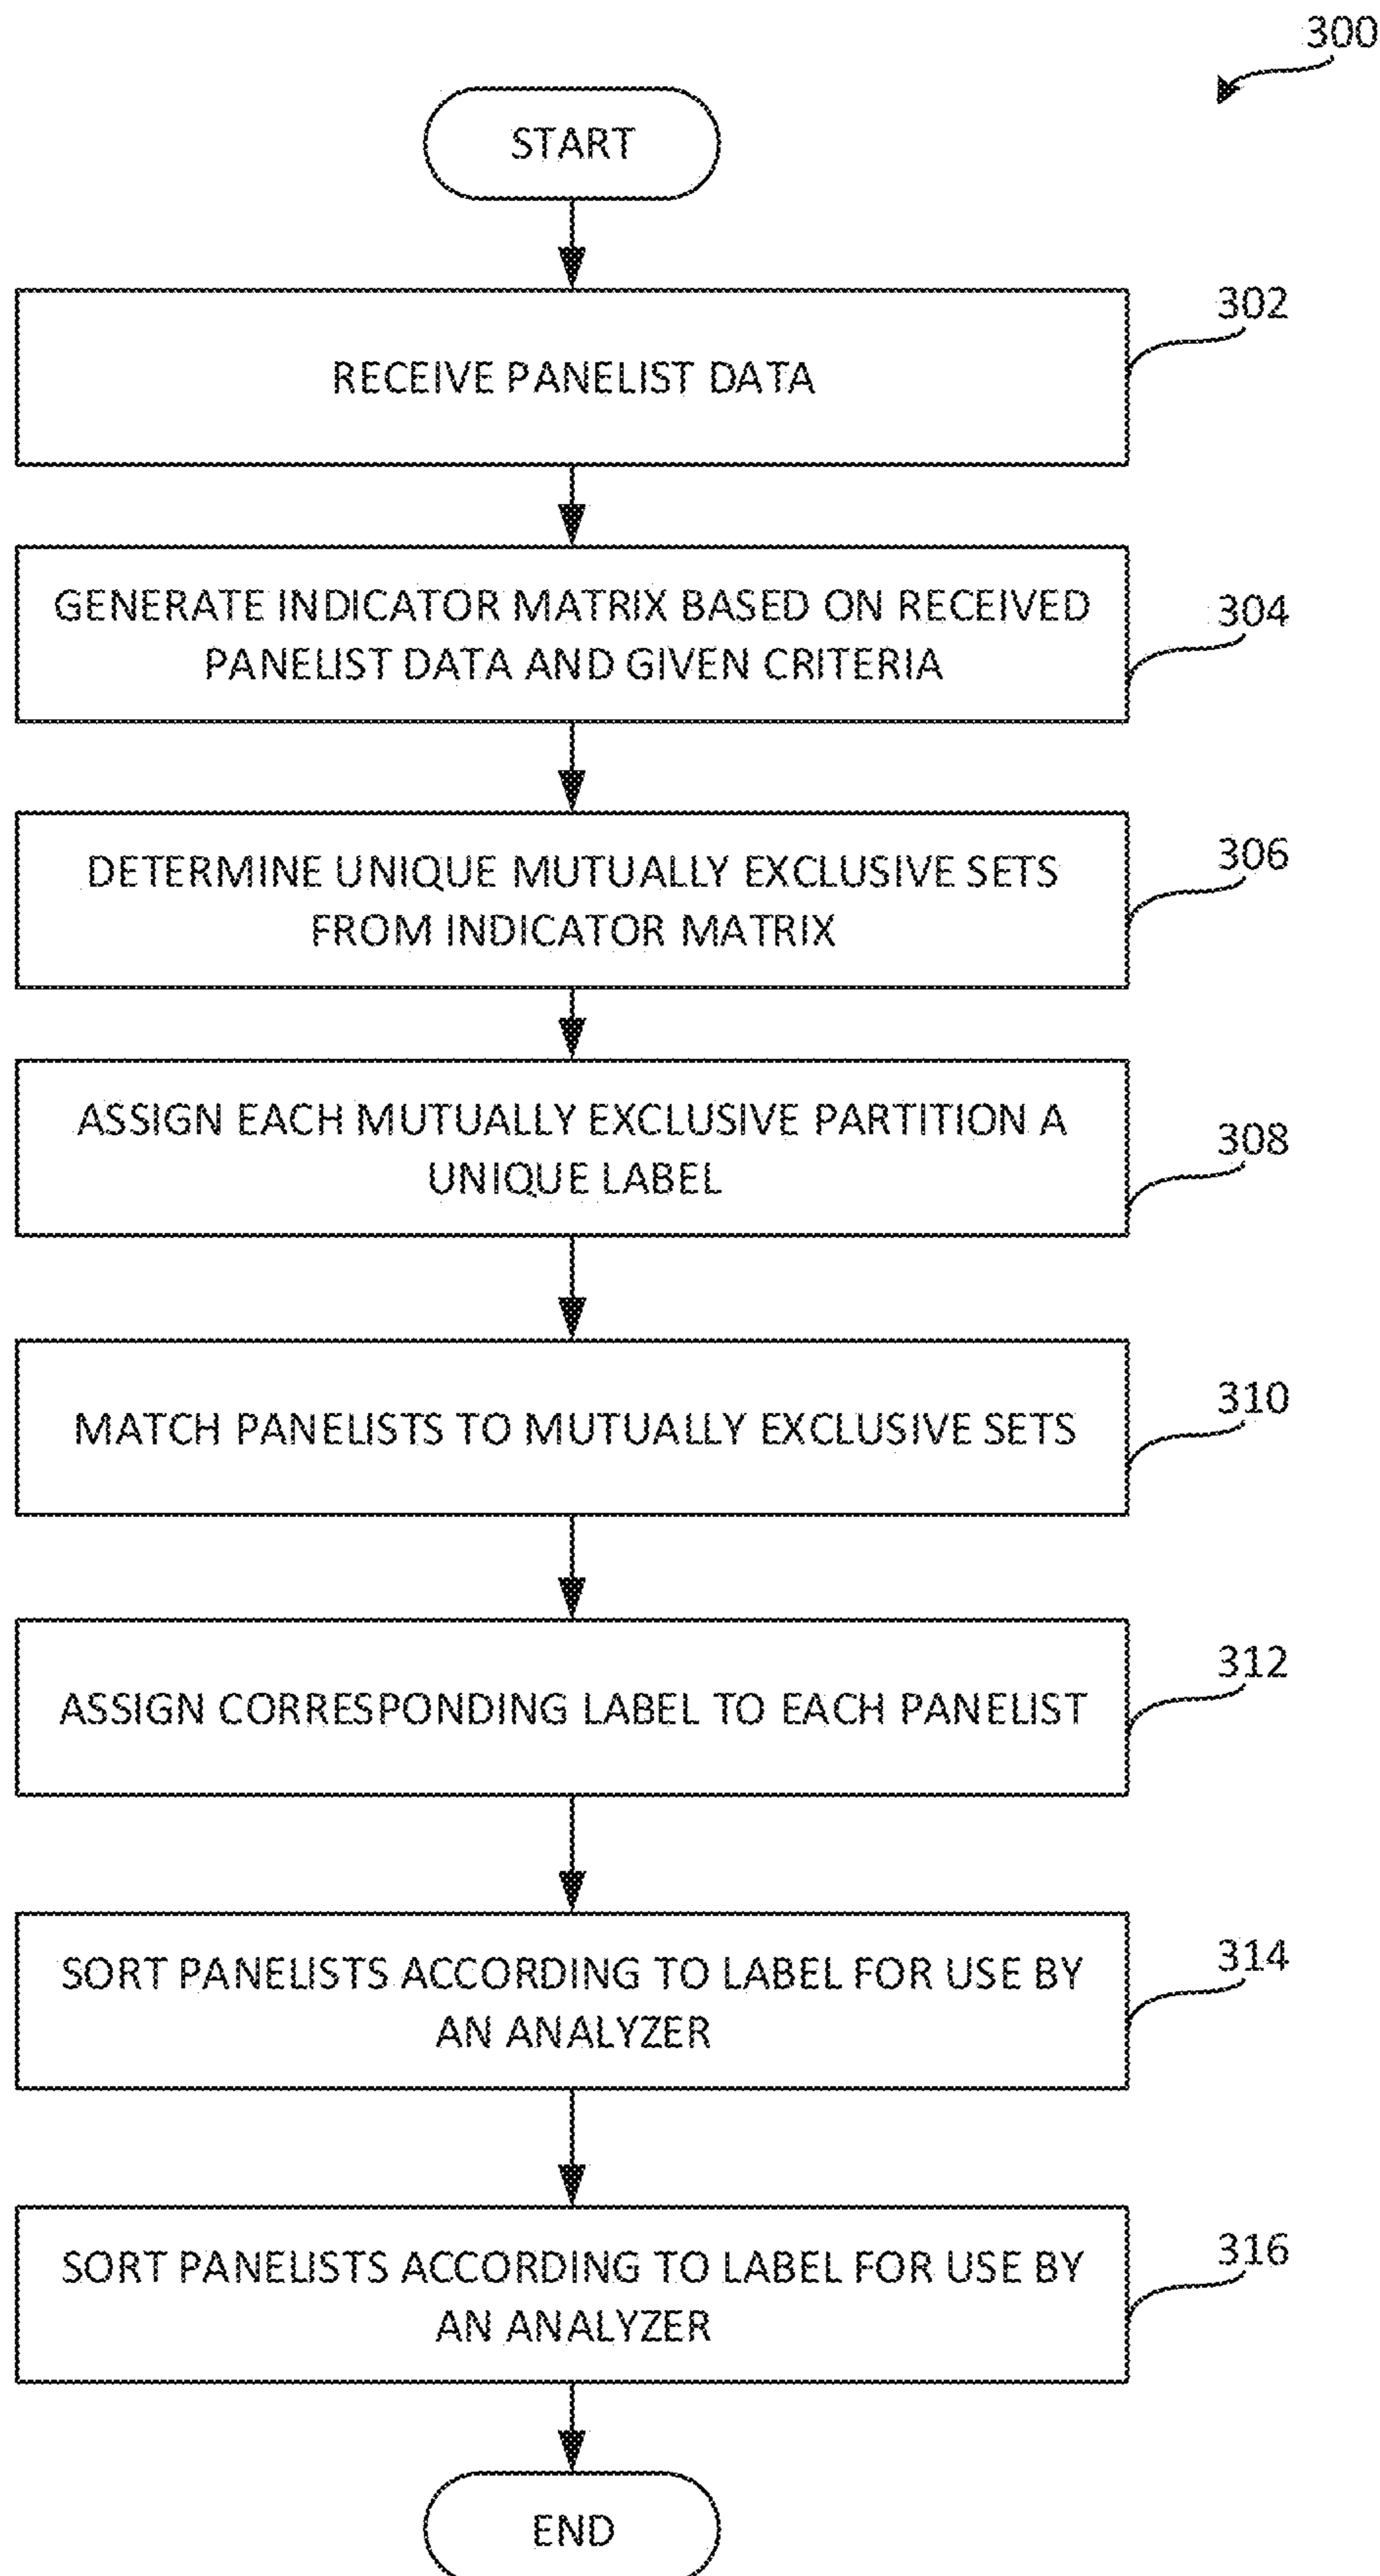 300
START
302
RECEIVE PANELIST DATA
304
GENERATE INDICATOR MATRIX BASED ON RECEIVED
PANELIST DATA AND GIVEN CRITERIA
306
DETERMINE UNIQUE MUTUALLY EXCLUSIVE SETS
FROM INDICATOR MATRIX
308
ASSIGN EACH MUTUALLY EXCLUSIVE PARTITION A
UNIQUE LABEL
310
MATCH PANELISTS TO MUTUALLY EXCLUSIVE SETS
312
ASSIGN CORRESPONDING LABEL TO EACH PANELIST
314
SORT PANELISTS ACCORDING TO LABEL FOR USE BY
AN ANALYZER
316
SORT PANELISTS ACCORDING TO LABEL FOR USE BY
AN ANALYZER
END